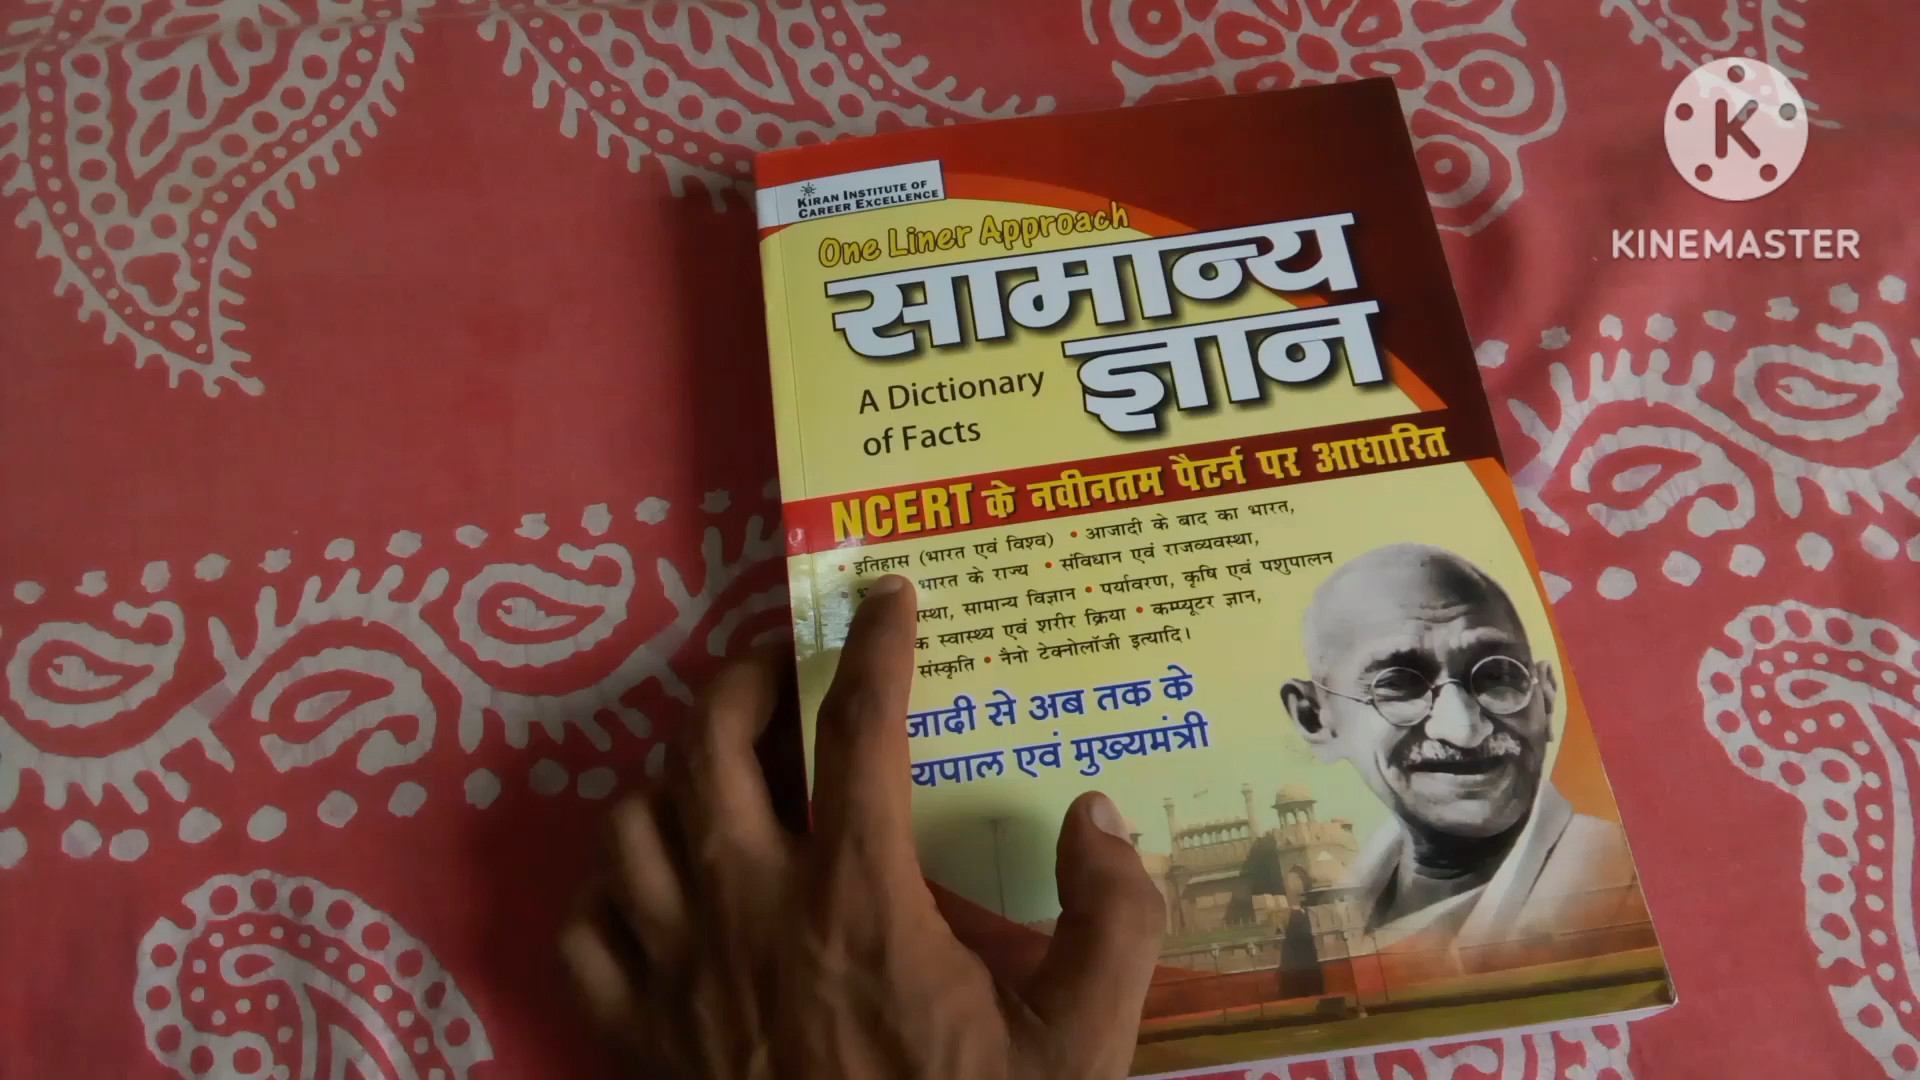 KIRAN INSTITUTE OF
CAREER EXCELLENCE
One Liner Approach
सामान्य
ज्ञान
A Dictionary
of Facts
NCERT के नवीनतम पैटर्न पर आधारित
• इतिहास (भारत एवं विश्व) • आजादी के बाद का भारत,
भारत के राज्य • संविधान एवं राजव्यवस्था,
सामान्य विज्ञान • पर्यावरण, कृषि एवं पशुपालन
स्वास्थ्य एवं शरीर क्रिया • कम्प्यूटर ज्ञान,
संस्कृति • नैनो टेक्नोलॉजी इत्यादि।
से अब तक के
एवं मुख्यमंत्री
K
KINEMASTER